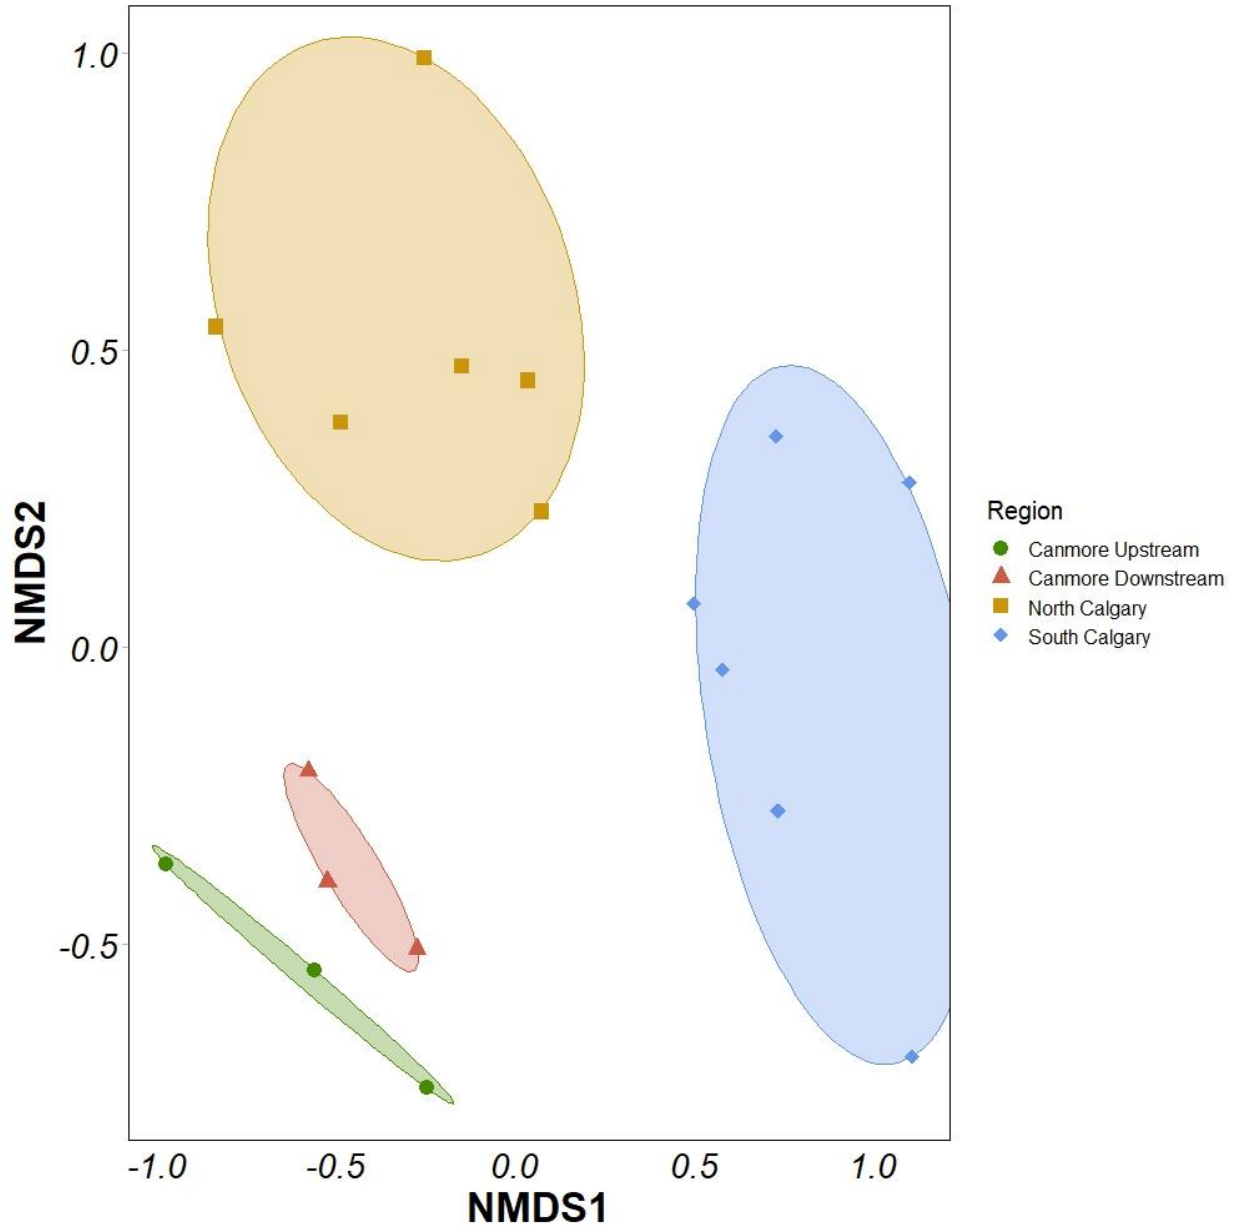 1.0
0.5
0.0
-0.5
NMDS2
-1.0
-0.5
0.0
0.5
1.0
NMDS1
Region
Canmore Upstream
Canmore Downstream
North Calgary
South Calgary